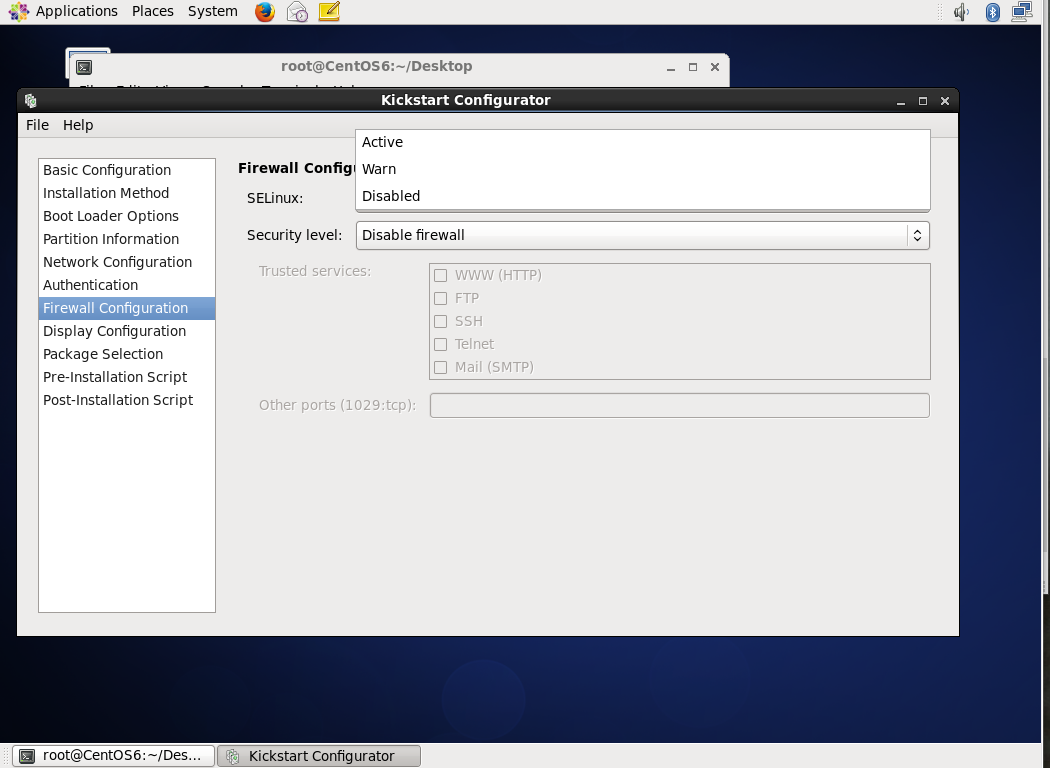 Applications Places System
root@CentOS6:~/Desktop
Kickstart Configurator
File Help
Active
Warn
Disabled
Basic Configuration
Installation Method
Boot Loader Options
Partition Information
Network Configuration
Authentication
Firewall Configuration
Display Configuration
Package Selection
Pre-Installation Script
Post-Installation Script
Firewall Config
SELinux:
Security level: Disable firewall
Trusted services:
WWW (HTTP)
FTP
SSH
Telnet
Mail (SMTP)
Other ports (1029:tcp):
root@CentOS6:~/Des... Kickstart Configurator